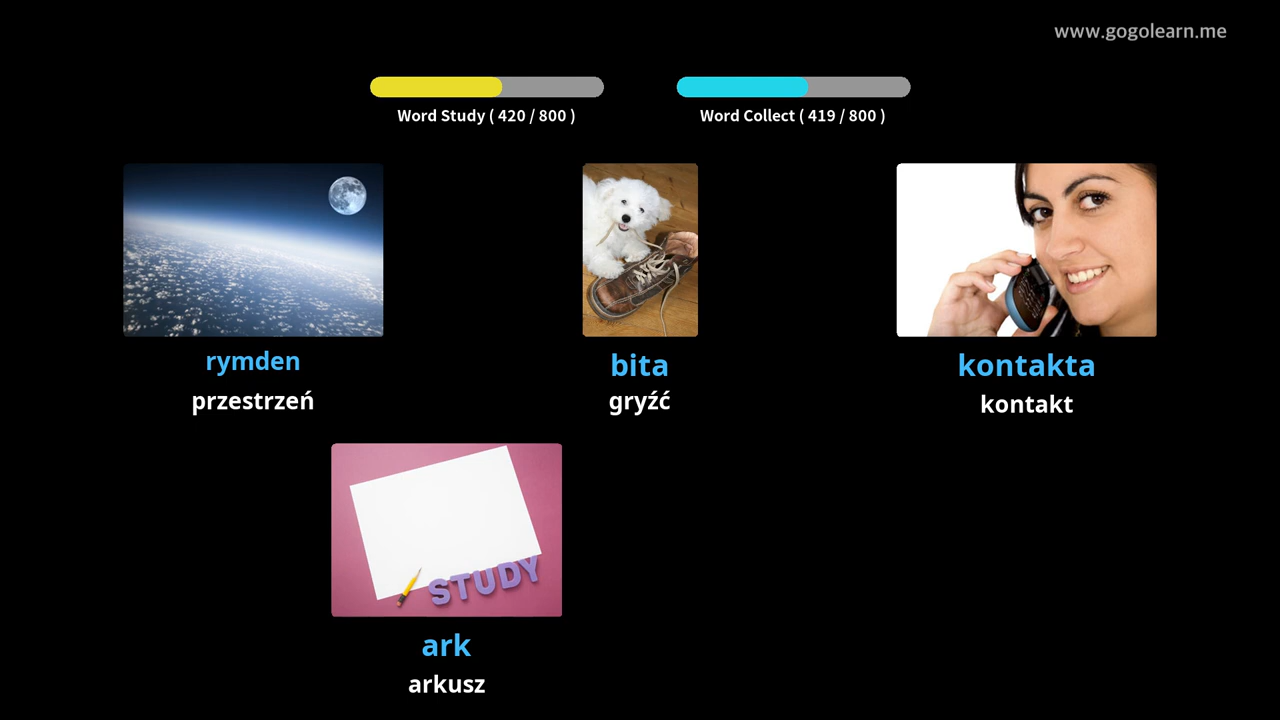 www.gogolearn.me
Word Study ( 420 / 800 )
Word Collect ( 419 / 800 )
rymden
bita
kontakta
przestrzeń
gryźć
kontakt
STUDY
ark
arkusz